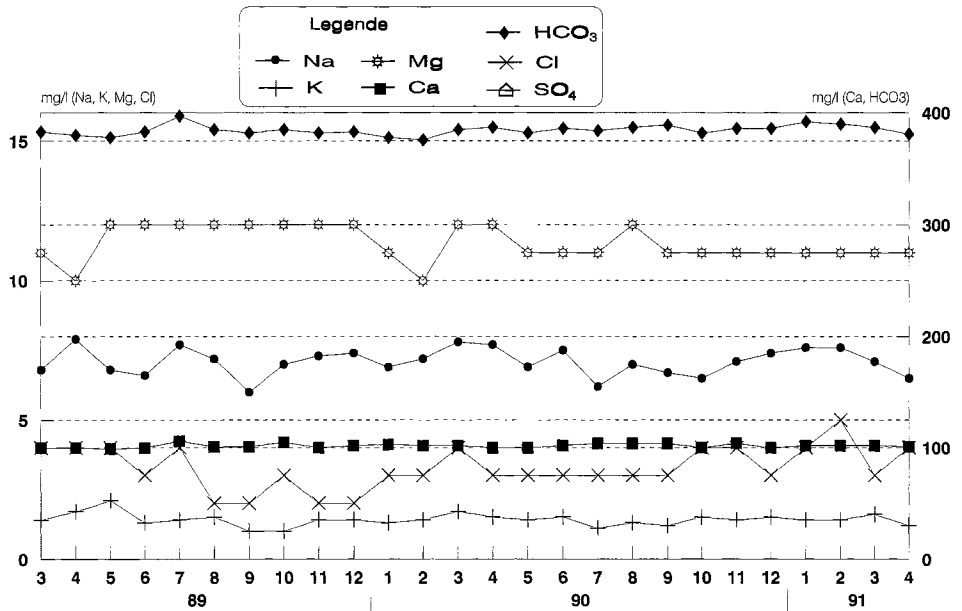 Legende
HCO₃
Na
Mg
Cl
K
Ca
SO₄
mg/l (Na, K, Mg, Cl)
mg/l (Ca, HCO3)
15
10
5
0
400
300
200
100
0
3 4 5 6 7 8 9 10 11 12 1 2 3 4 5 6 7 8 9 10 11 12 1 2 3 4
89 90 91